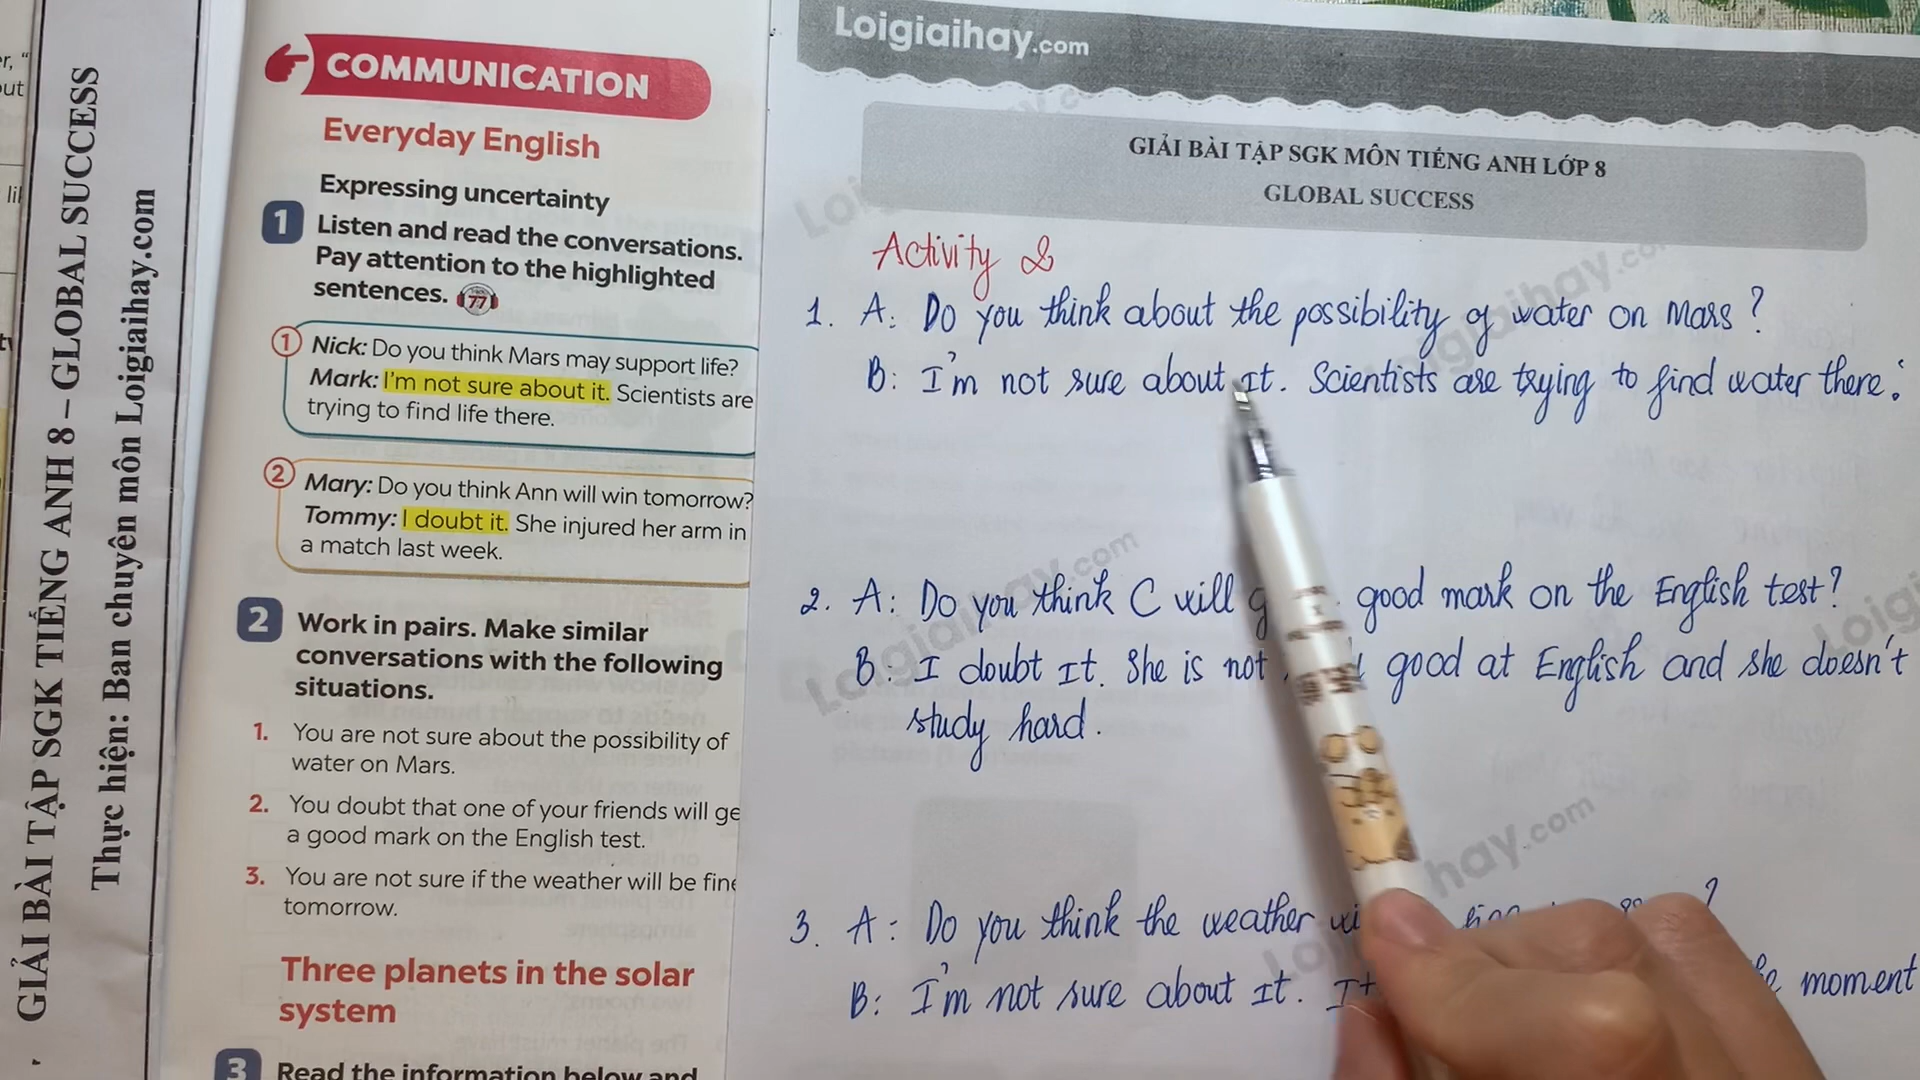 GIẢI BÀI TẬP SGK TIẾNG ANH 8 – GLOBAL SUCCESS
Thực hiện: Ban chuyên môn Loigiaihay.com
COMMUNICATION
Everyday English
Expressing uncertainty
1 Listen and read the conversations.
Pay attention to the highlighted
sentences. 77
1 Nick: Do you think Mars may support life?
Mark: I'm not sure about it. Scientists are
trying to find life there.
2 Mary: Do you think Ann will win tomorrow?
Tommy: I doubt it. She injured her arm in
a match last week.
2 Work in pairs. Make similar
conversations with the following
situations.
1. You are not sure about the possibility of
water on Mars.
2. You doubt that one of your friends will ge
a good mark on the English test.
3. You are not sure if the weather will be fine
tomorrow.
Three planets in the solar
system
3 Read the information below and
Loigiaihay.com
GIẢI BÀI TẬP SGK MÔN TIẾNG ANH LỚP 8
GLOBAL SUCCESS
Activity 2
1. A: Do you think about the possibility of water on Mars?
B: I'm not sure about it. Scientists are trying to find water there.
2. A: Do you think C will good mark on the English test?
B: I doubt it. She is not good at English and she doesn't
study hard.
3. A: Do you think the weather ?
B: I'm not sure about it. It moment